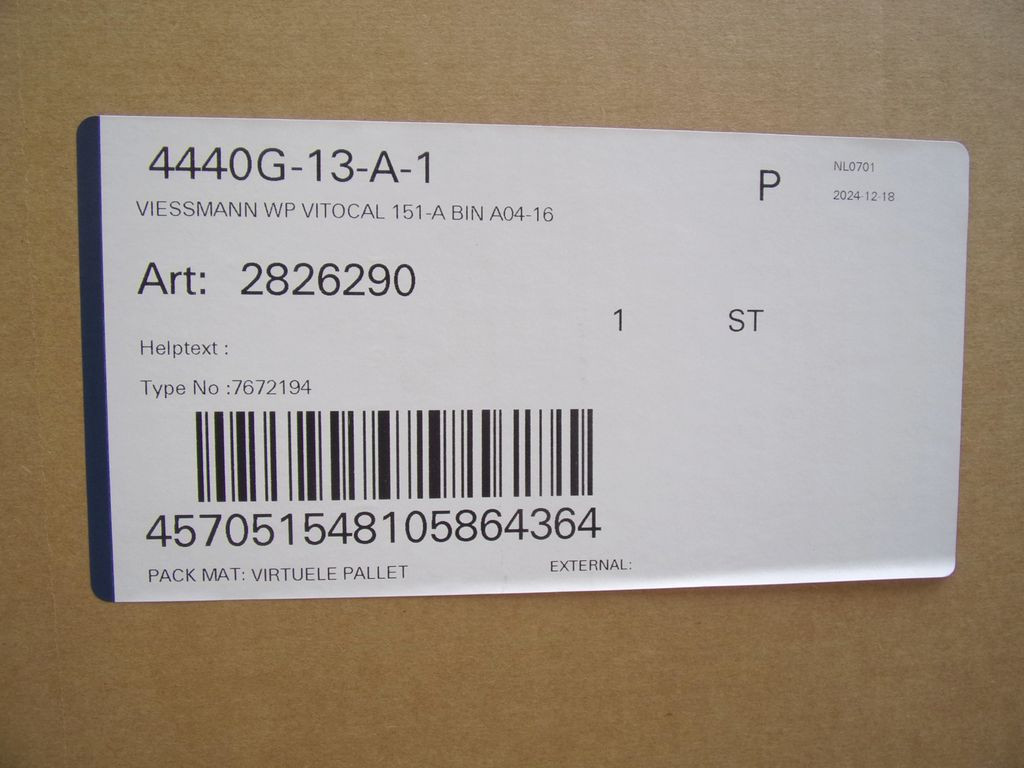 4440G-13-A-1
P
NL0701
2024-12-18
VIESSMANN WP VITOCAL 151-A BIN A04-16
Art: 2826290
1 ST
Helptext :
Type No :7672194
457051548105864364
PACK MAT: VIRTUELE PALLET
EXTERNAL: